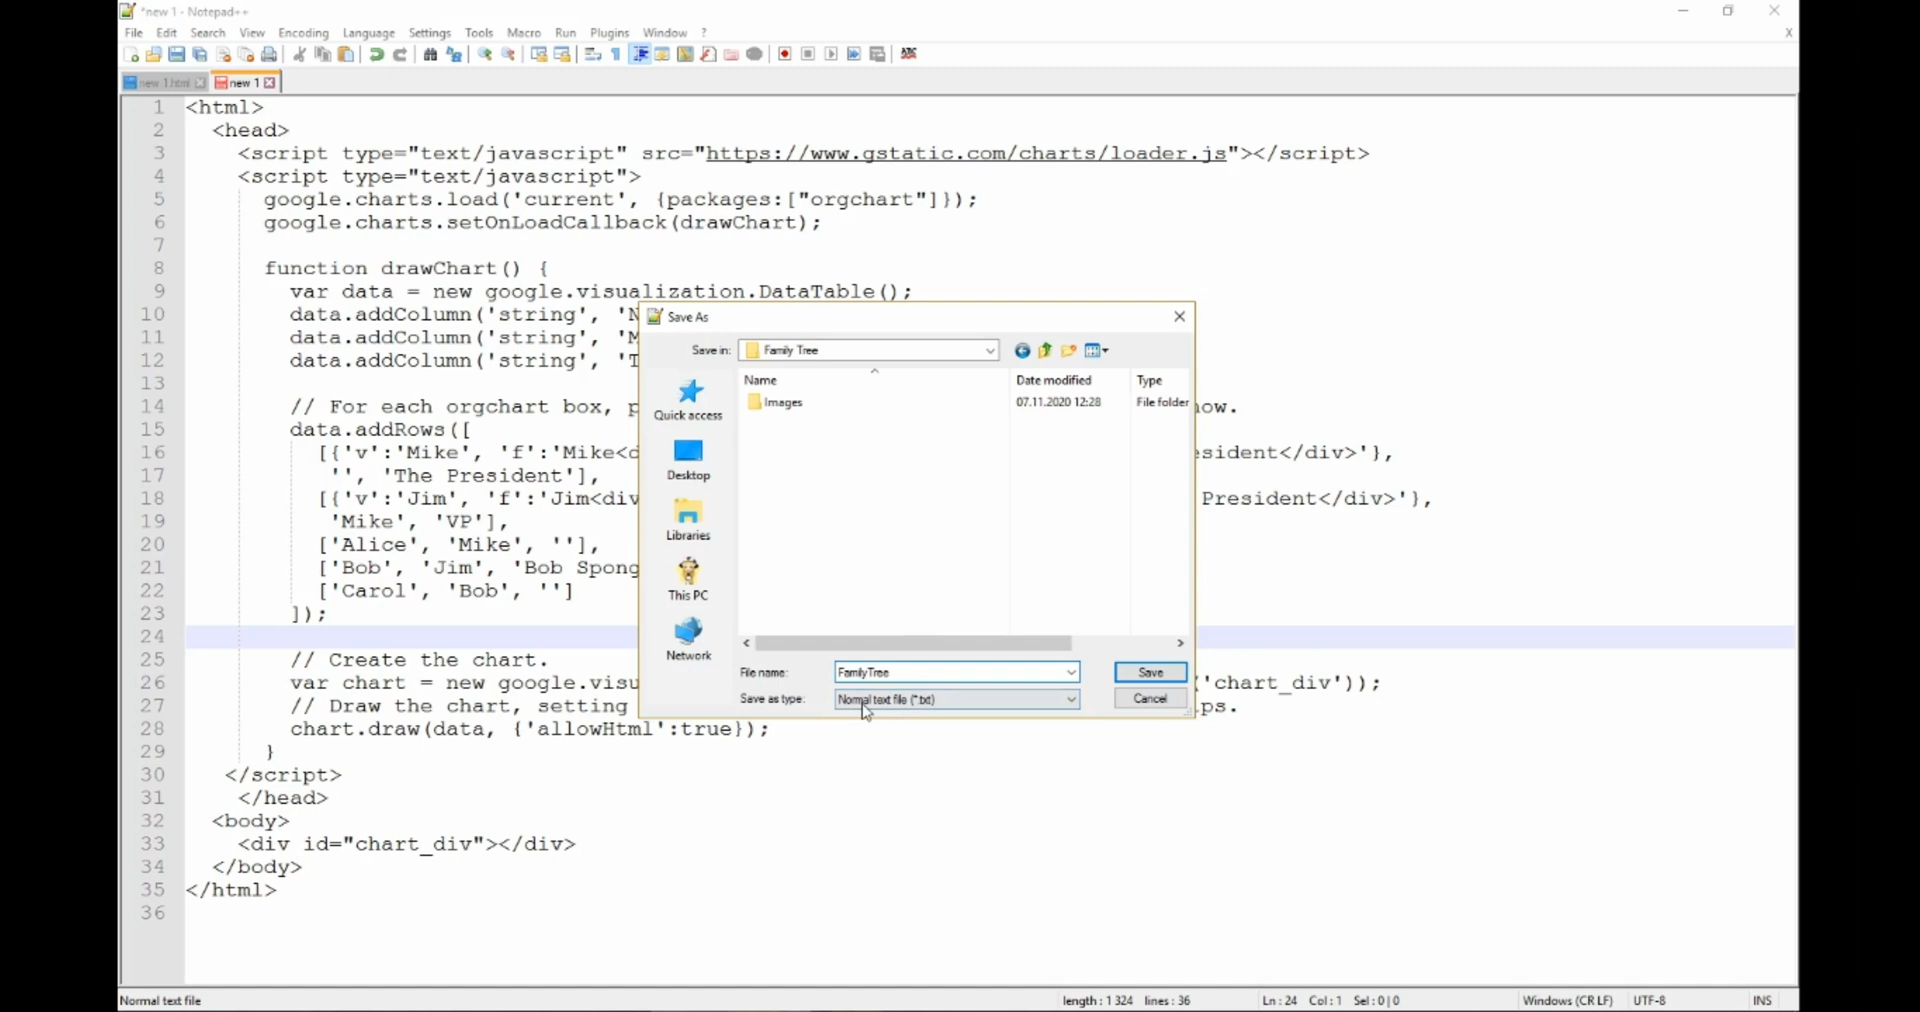 *new 1 - Notepad++
File Edit Search View Encoding Language Settings Tools Macro Run Plugins Window ?
X
ABC
new 1.html new 1
1 <html>
2 <head>
3 <script type="text/javascript" src="https://www.gstatic.com/charts/loader.js"></script>
4 <script type="text/javascript">
5 google.charts.load('current', {packages:["orgchart"]});
6 google.charts.setOnLoadCallback(drawChart);
7
8 function drawChart() {
9 var data = new google.visualization.DataTable();
10 data.addColumn('string', 'N
11 data.addColumn('string', 'M
12 data.addColumn('string', 'T
13
14 // For each orgchart box, p ow.
15 data.addRows([
16 [{'v':'Mike', 'f':'Mike<d sident</div>'},
17 '', 'The President'],
18 [{'v':'Jim', 'f':'Jim<div President</div>'},
19 'Mike', 'VP'],
20 ['Alice', 'Mike', ''],
21 ['Bob', 'Jim', 'Bob Spong
22 ['Carol', 'Bob', '']
23 ]);
24
25 // Create the chart.
26 var chart = new google.visu ('chart_div'));
27 // Draw the chart, setting ps.
28 chart.draw(data, {'allowHtml':true});
29 }
30 </script>
31 </head>
32 <body>
33 <div id="chart_div"></div>
34 </body>
35 </html>
36
Save As
Save in: Family Tree
Name Date modified Type
Images 07.11.2020 12:28 File folder
Quick access
Desktop
Libraries
This PC
Network
File name: FamilyTree Save
Save as type: Normal text file (*.txt) Cancel
Normal text file length : 1 324 lines : 36 Ln : 24 Col : 1 Sel : 0 | 0 Windows (CR LF) UTF-8 INS